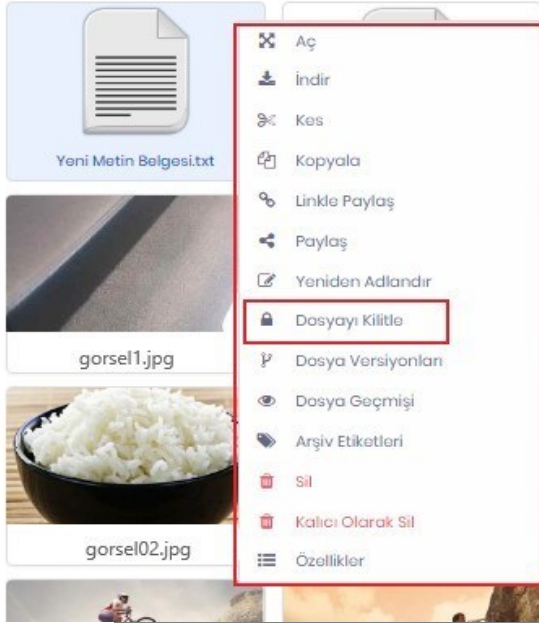 Yeni Metin Belgesi.txt
gorsel1.jpg
gorsel02.jpg
Aç
İndir
Kes
Kopyala
Linkle Paylaş
Paylaş
Yeniden Adlandır
Dosyayı Kilitle
Dosya Versiyonları
Dosya Geçmişi
Arşiv Etiketleri
Sil
Kalıcı Olarak Sil
Özellikler